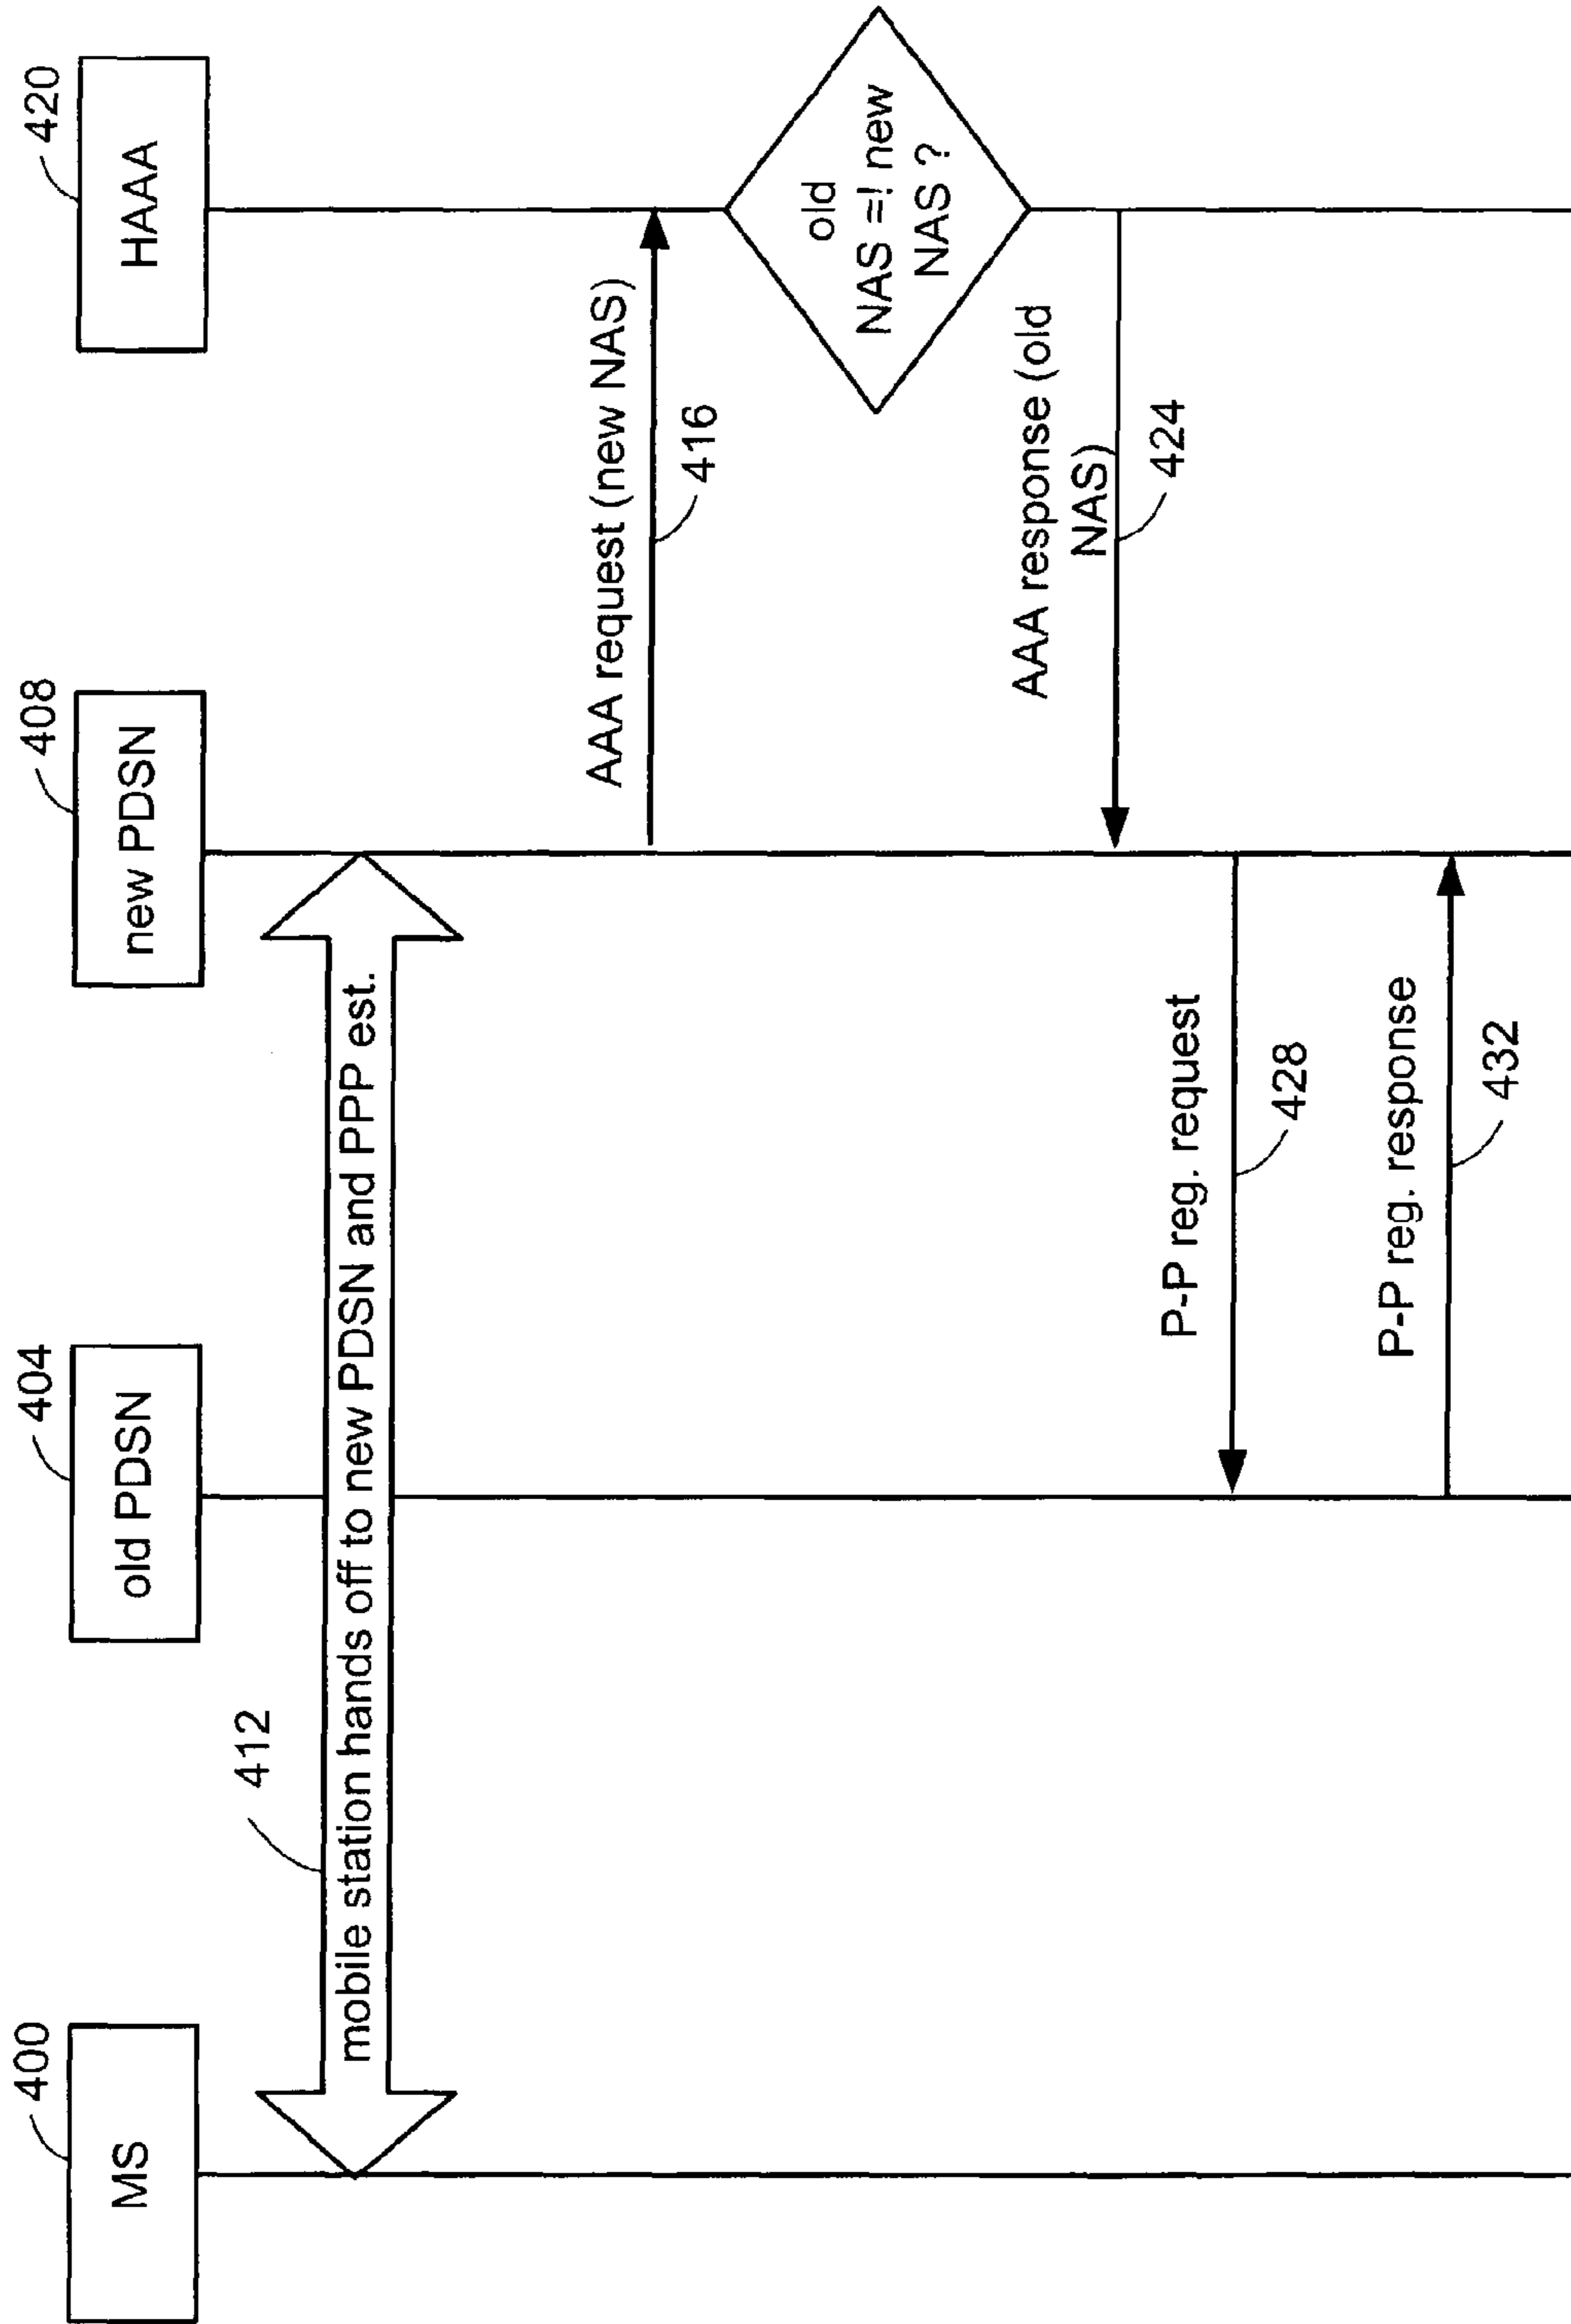 400
MS
404
old PDSN
408
new PDSN
420
HAAA
412
mobile station hands off to new PDSN and PPP est.
AAA request (new NAS)
416
old
NAS =! new
NAS ?
AAA response (old
NAS)
424
P-P reg. request
428
P-P reg. response
432